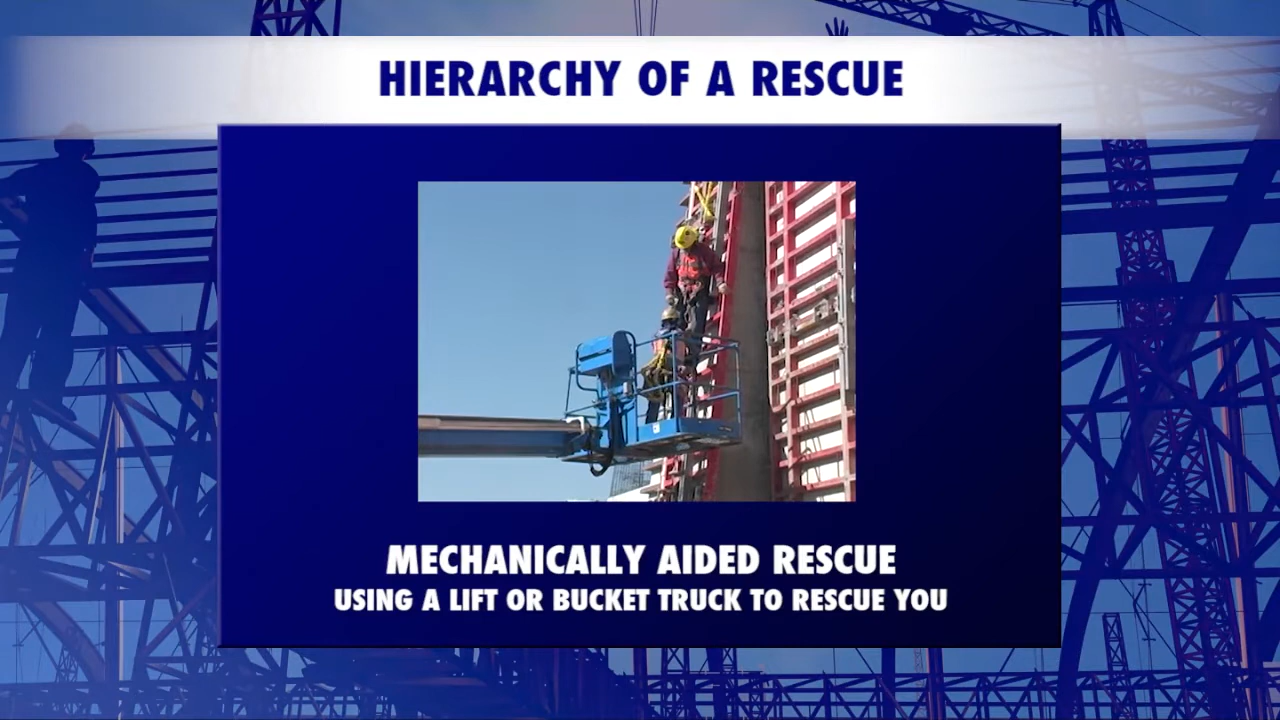 HIERARCHY OF A RESCUE
MECHANICALLY AIDED RESCUE
USING A LIFT OR BUCKET TRUCK TO RESCUE YOU